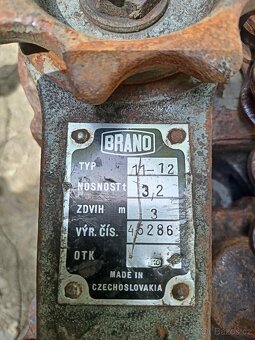 BRANO
TYP 11-12
NOSNOST t 3,2
ZDVIH m 3
VÝR. ČÍS. 45286
OTK
MADE IN
CZECHOSLOVAKIA